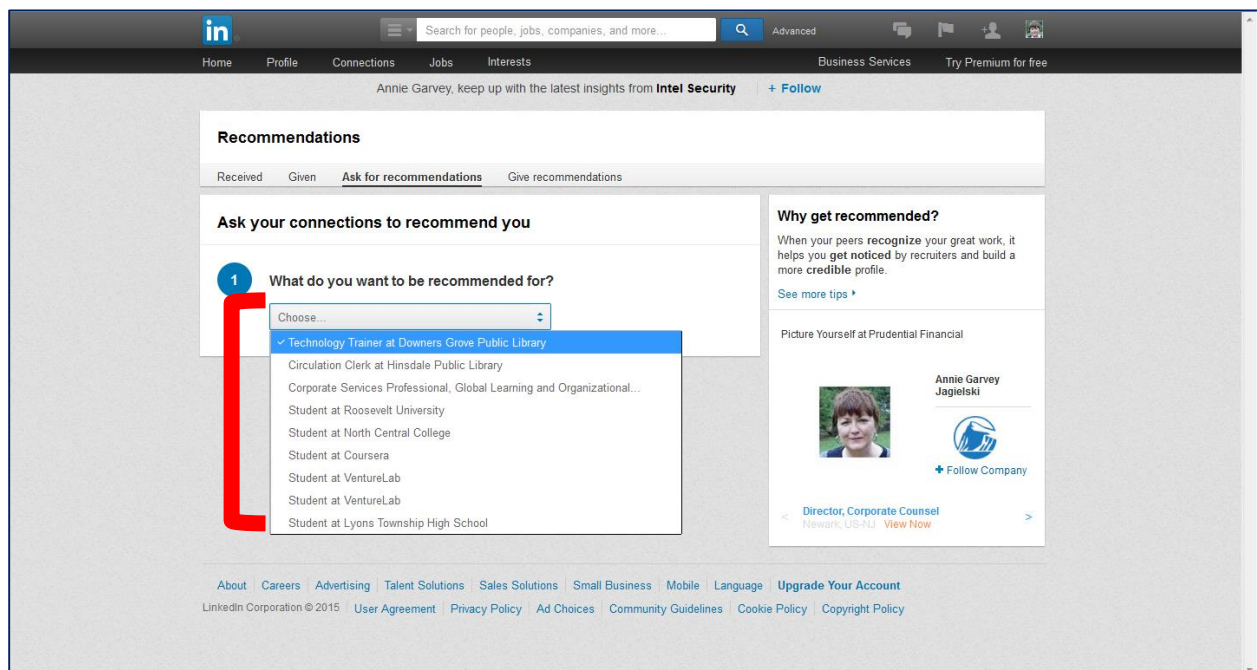 in
Search for people, jobs, companies, and more...
Advanced
Home Profile Connections Jobs Interests Business Services Try Premium for free
Annie Garvey, keep up with the latest insights from Intel Security + Follow
Recommendations
Received Given Ask for recommendations Give recommendations
Ask your connections to recommend you
1 What do you want to be recommended for?
Choose...
✓ Technology Trainer at Downers Grove Public Library
Circulation Clerk at Hinsdale Public Library
Corporate Services Professional, Global Learning and Organizational...
Student at Roosevelt University
Student at North Central College
Student at Coursera
Student at VentureLab
Student at VentureLab
Student at Lyons Township High School
Why get recommended?
When your peers recognize your great work, it
helps you get noticed by recruiters and build a
more credible profile.
See more tips
Picture Yourself at Prudential Financial
Annie Garvey
Jagielski
+ Follow Company
< Director, Corporate Counsel >
Newark, US-NJ View Now
About Careers Advertising Talent Solutions Sales Solutions Small Business Mobile Language Upgrade Your Account
LinkedIn Corporation © 2015 User Agreement Privacy Policy Ad Choices Community Guidelines Cookie Policy Copyright Policy